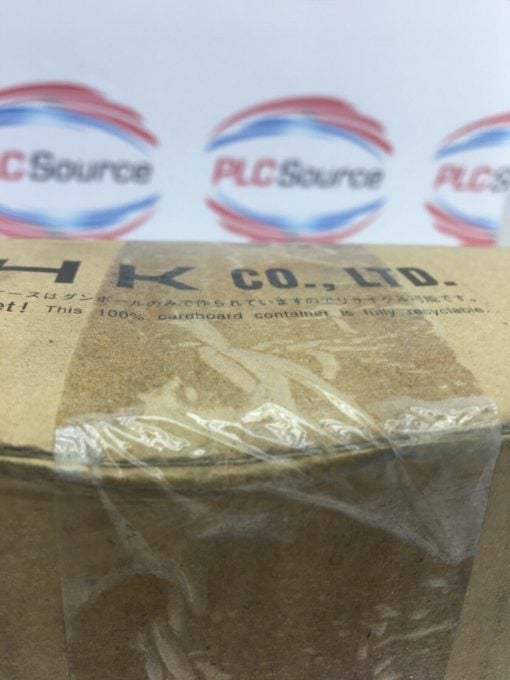 PLCSource PLCSource PLCS
HK CO., LTD.
ースはダンボールのみで作られていますのでリサイクル可能です。
et! This 100% cardboard container is fully recyclable.